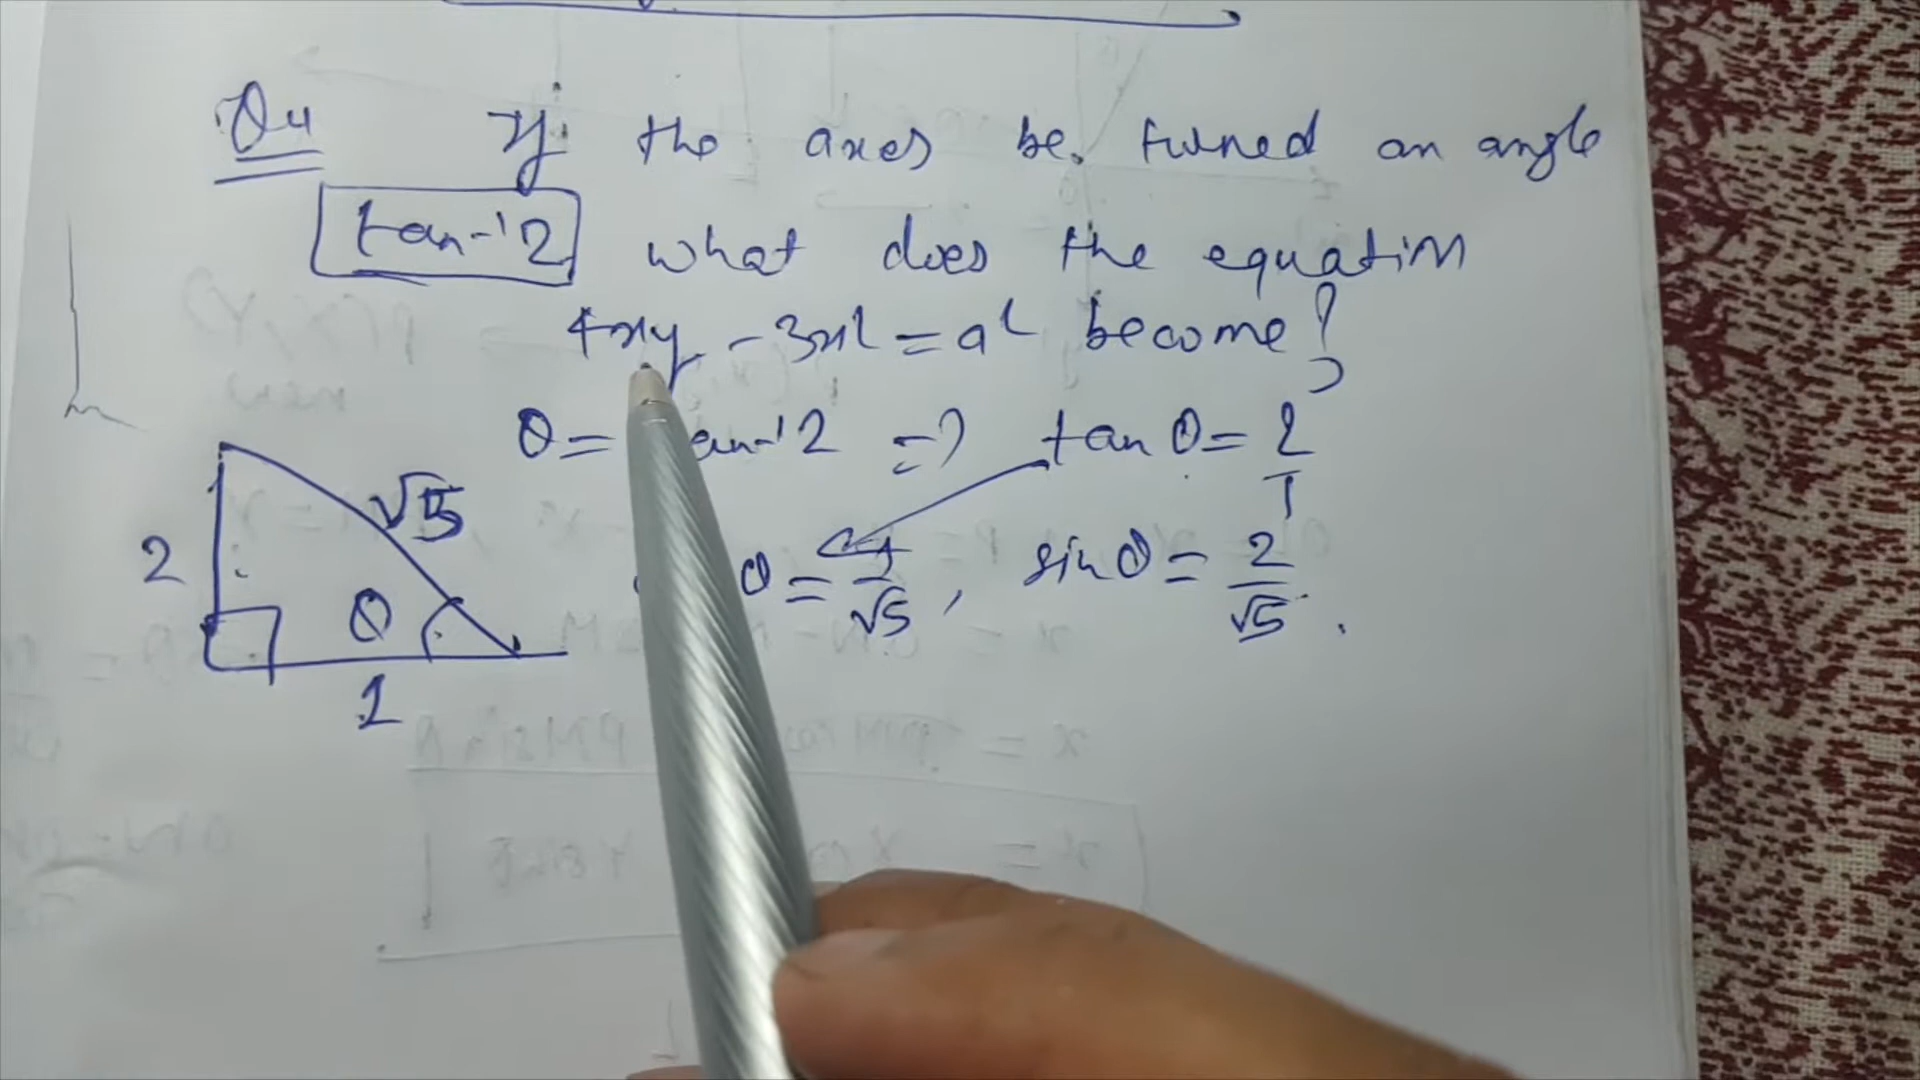 Q4 If the axes be turned an angle
tan⁻¹2 what does the equation
4xy - 3x² = a² become?
θ = tan⁻¹2 => tan θ = 2/1
√5
2
θ = 1/√5, sin θ = 2/√5.
θ
1